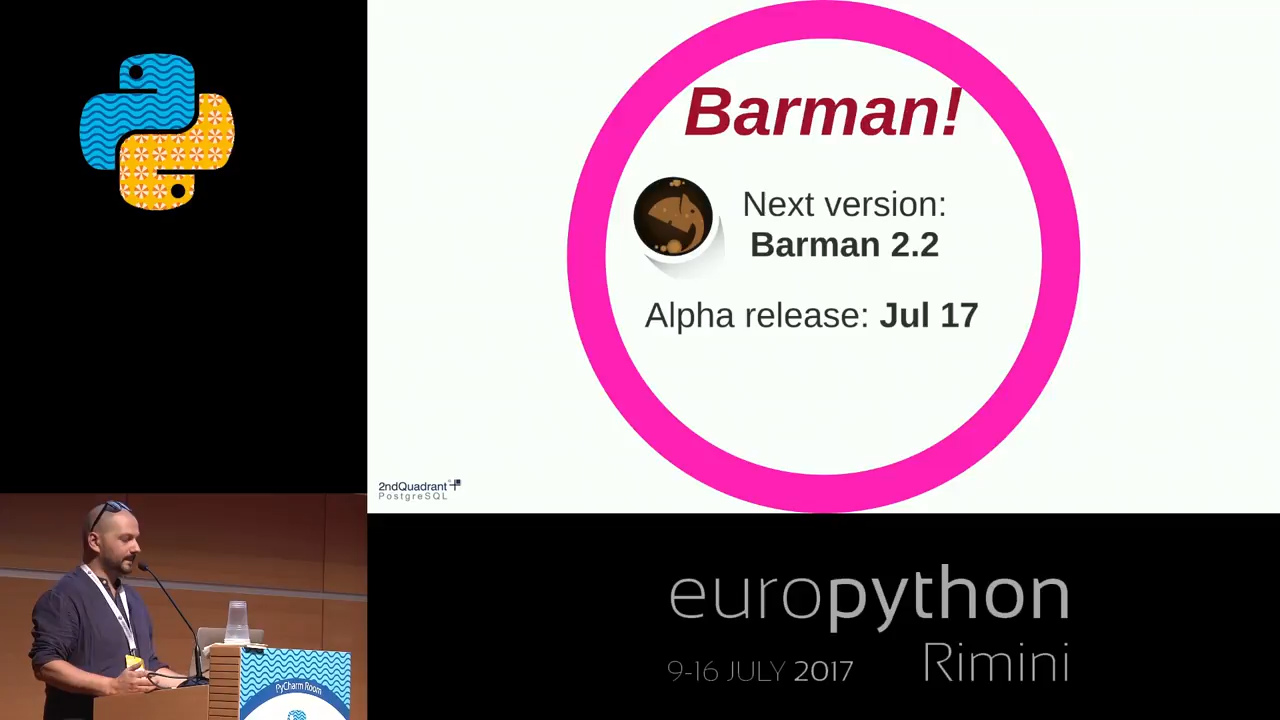 Barman!
Next version:
Barman 2.2
Alpha release: Jul 17
2ndQuadrant
PostgreSQL
europython
Rimini
9-16 JULY 2017
PyCharm Room